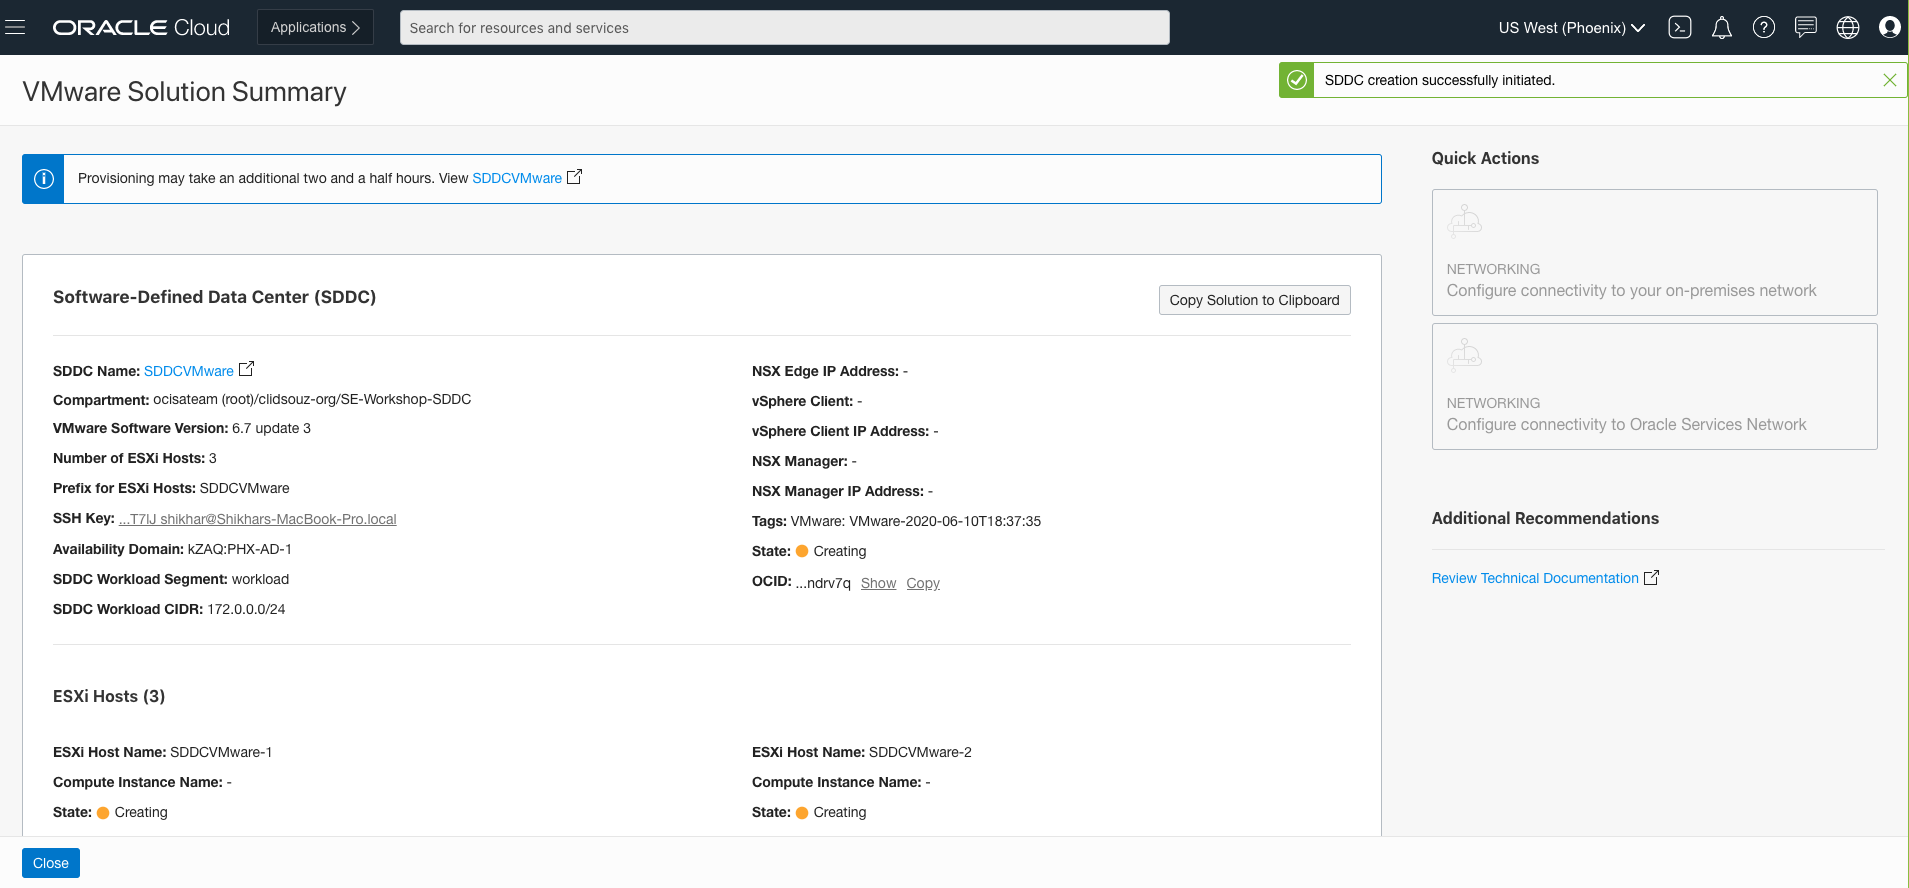 ORACLE Cloud
Applications
Search for resources and services
US West (Phoenix)
VMware Solution Summary
SDDC creation successfully initiated.
Provisioning may take an additional two and a half hours. View SDDCVMware
Software-Defined Data Center (SDDC)
Copy Solution to Clipboard
SDDC Name: SDDCVMware
Compartment: ocisateam (root)/clidsouz-org/SE-Workshop-SDDC
VMware Software Version: 6.7 update 3
Number of ESXi Hosts: 3
Prefix for ESXi Hosts: SDDCVMware
SSH Key: ...T7lJ shikhar@Shikhars-MacBook-Pro.local
Availability Domain: kZAQ:PHX-AD-1
SDDC Workload Segment: workload
SDDC Workload CIDR: 172.0.0.0/24
NSX Edge IP Address: -
vSphere Client: -
vSphere Client IP Address: -
NSX Manager: -
NSX Manager IP Address: -
Tags: VMware: VMware-2020-06-10T18:37:35
State: Creating
OCID: ...ndrv7q Show Copy
ESXi Hosts (3)
ESXi Host Name: SDDCVMware-1
Compute Instance Name: -
State: Creating
ESXi Host Name: SDDCVMware-2
Compute Instance Name: -
State: Creating
Quick Actions
NETWORKING
Configure connectivity to your on-premises network
NETWORKING
Configure connectivity to Oracle Services Network
Additional Recommendations
Review Technical Documentation
Close